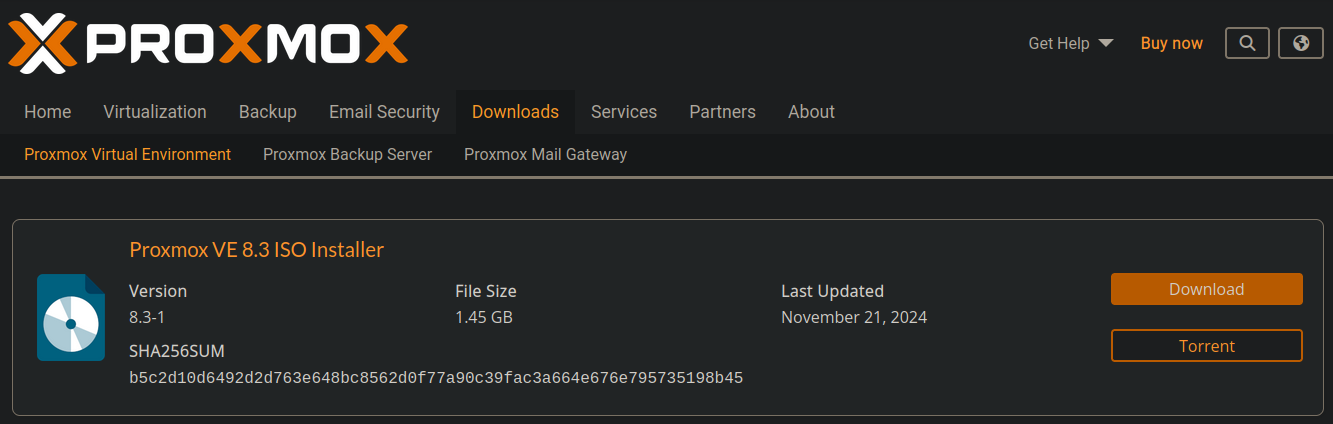 PROXMOX
Get Help Buy now
Home Virtualization Backup Email Security Downloads Services Partners About
Proxmox Virtual Environment Proxmox Backup Server Proxmox Mail Gateway
Proxmox VE 8.3 ISO Installer
Version File Size Last Updated Download
8.3-1 1.45 GB November 21, 2024
SHA256SUM Torrent
b5c2d10d6492d2d763e648bc8562d0f77a90c39fac3a664e676e795735198b45